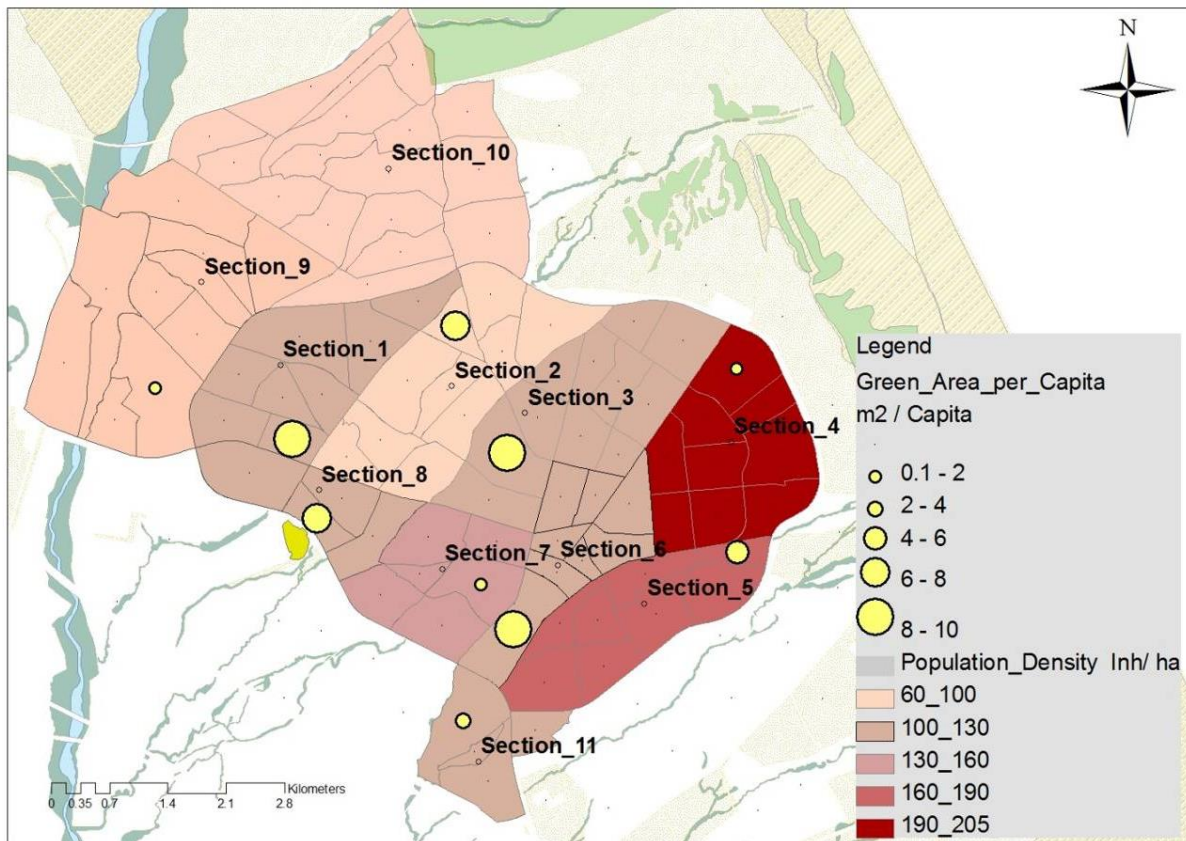 N
Section_10
Section_9
Section_1
Section_2
Section_3
Section_4
Section_8
Section_7
Section_6
Section_5
Section_11
Legend
Green_Area_per_Capita
m2 / Capita
0.1 - 2
2 - 4
4 - 6
6 - 8
8 - 10
Population_Density Inh/ ha
60_100
100_130
130_160
160_190
190_205
Kilometers
0 0.35 0.7 1.4 2.1 2.8